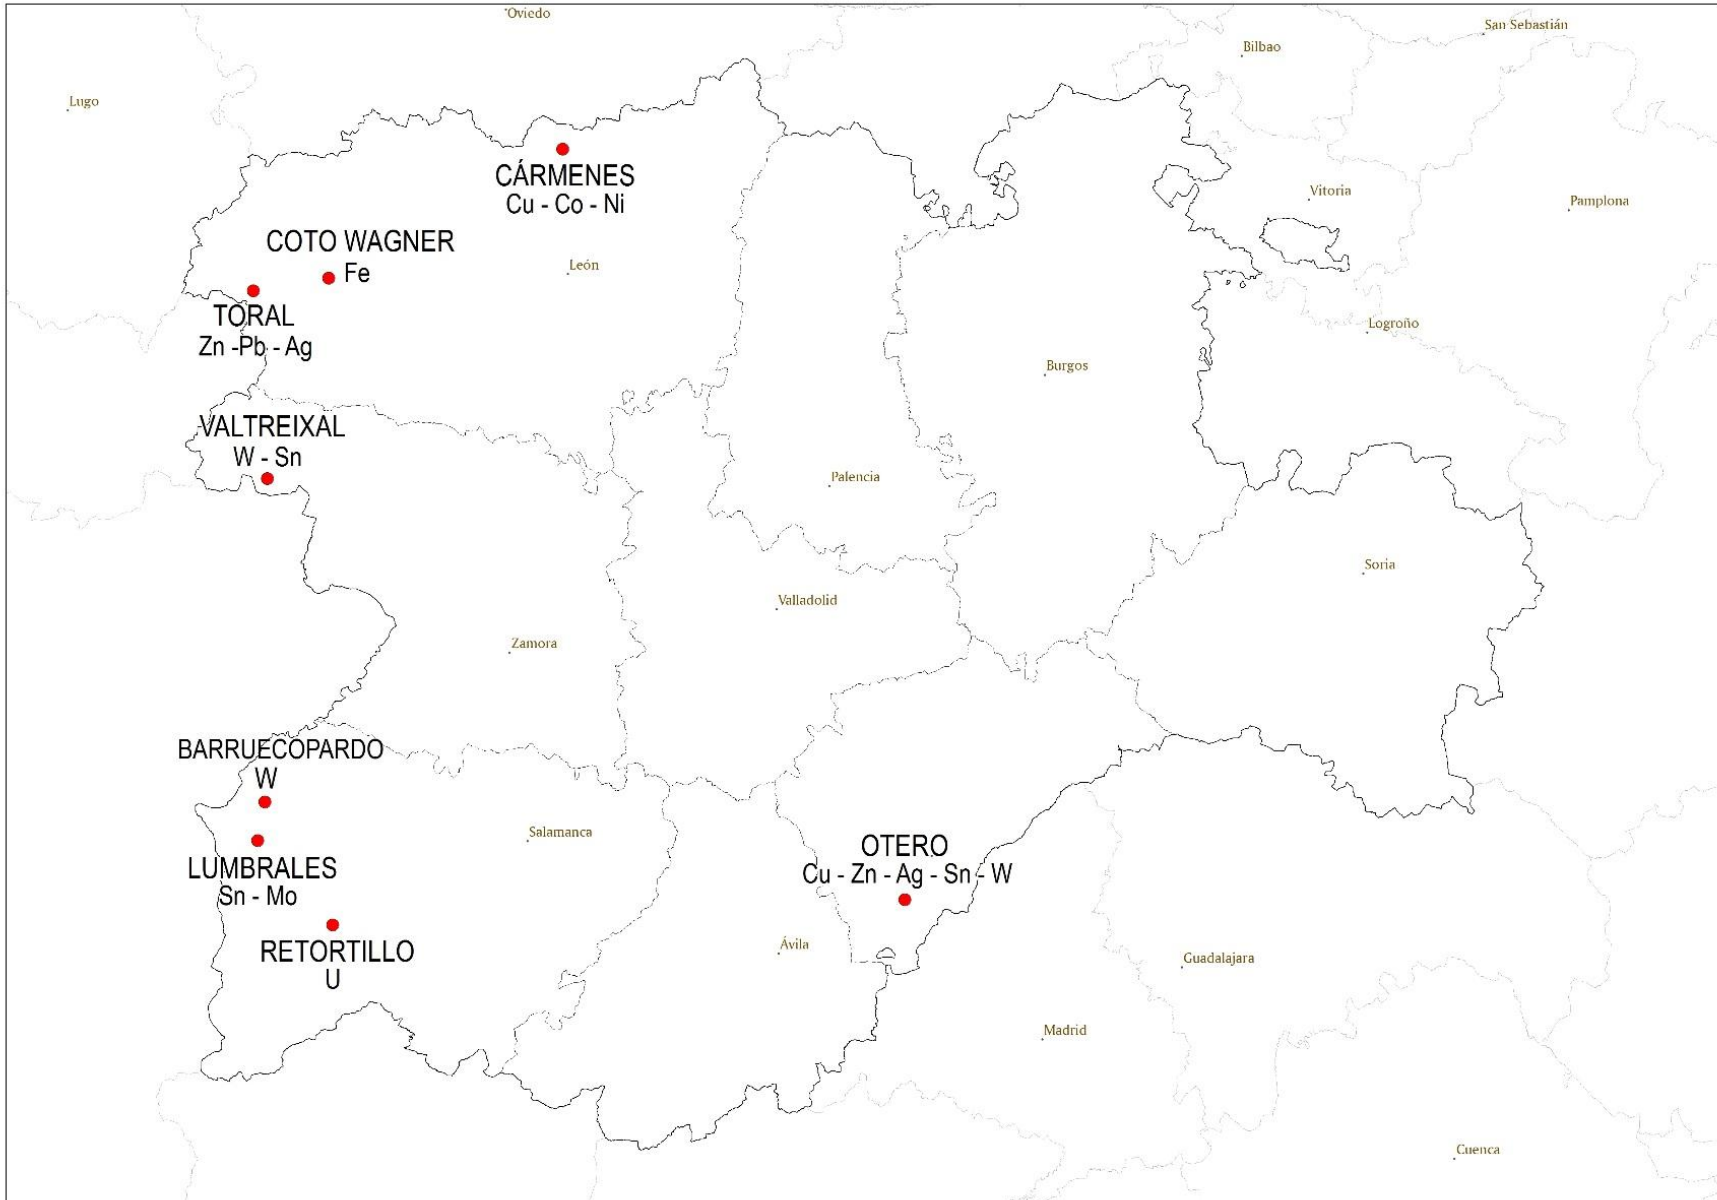 Oviedo
San Sebastián
Bilbao
Lugo
CÁRMENES
Cu - Co - Ni
Vitoria
Pamplona
COTO WAGNER
Fe
León
TORAL
Zn -Pb - Ag
Logroño
Burgos
VALTREIXAL
W - Sn
Palencia
Soria
Valladolid
Zamora
BARRUECOPARDO
W
Salamanca
LUMBRALES
Sn - Mo
OTERO
Cu - Zn - Ag - Sn - W
RETORTILLO
U
Ávila
Guadalajara
Madrid
Cuenca